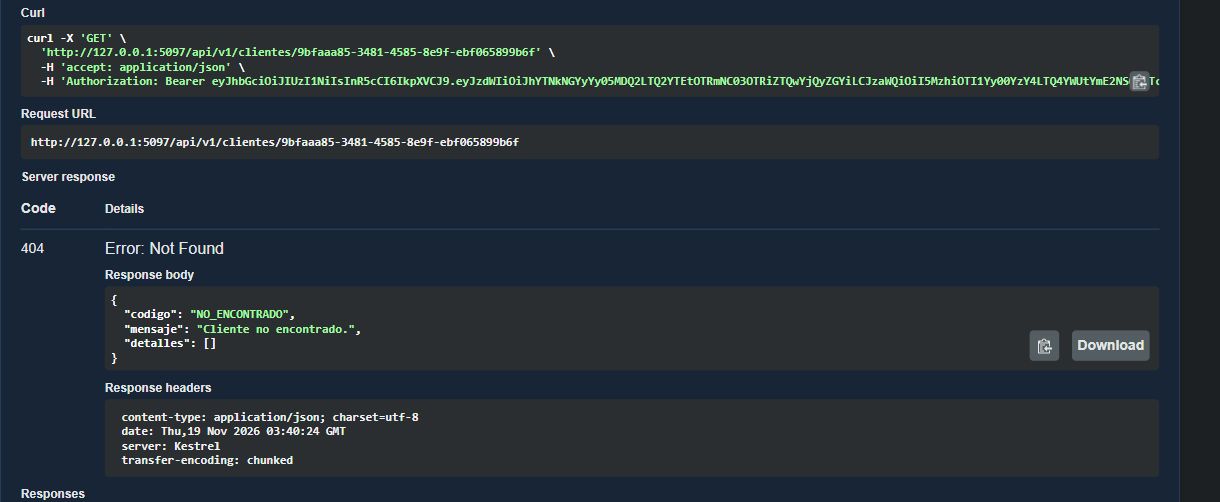 Curl
curl -X 'GET' \
  'http://127.0.0.1:5097/api/v1/clientes/9bfaaa85-3481-4585-8e9f-ebf065899b6f' \
  -H 'accept: application/json' \
  -H 'Authorization: Bearer
Request URL
http://127.0.0.1:5097/api/v1/clientes/9bfaaa85-3481-4585-8e9f-ebf065899b6f
Server response
Code Details
404 Error: Not Found
Response body
{
  "codigo": "NO_ENCONTRADO",
  "mensaje": "Cliente no encontrado.",
  "detalles": []
}
Download
Response headers
content-type: application/json; charset=utf-8
date: Thu,19 Nov 2026 03:40:24 GMT
server: Kestrel
transfer-encoding: chunked
Responses